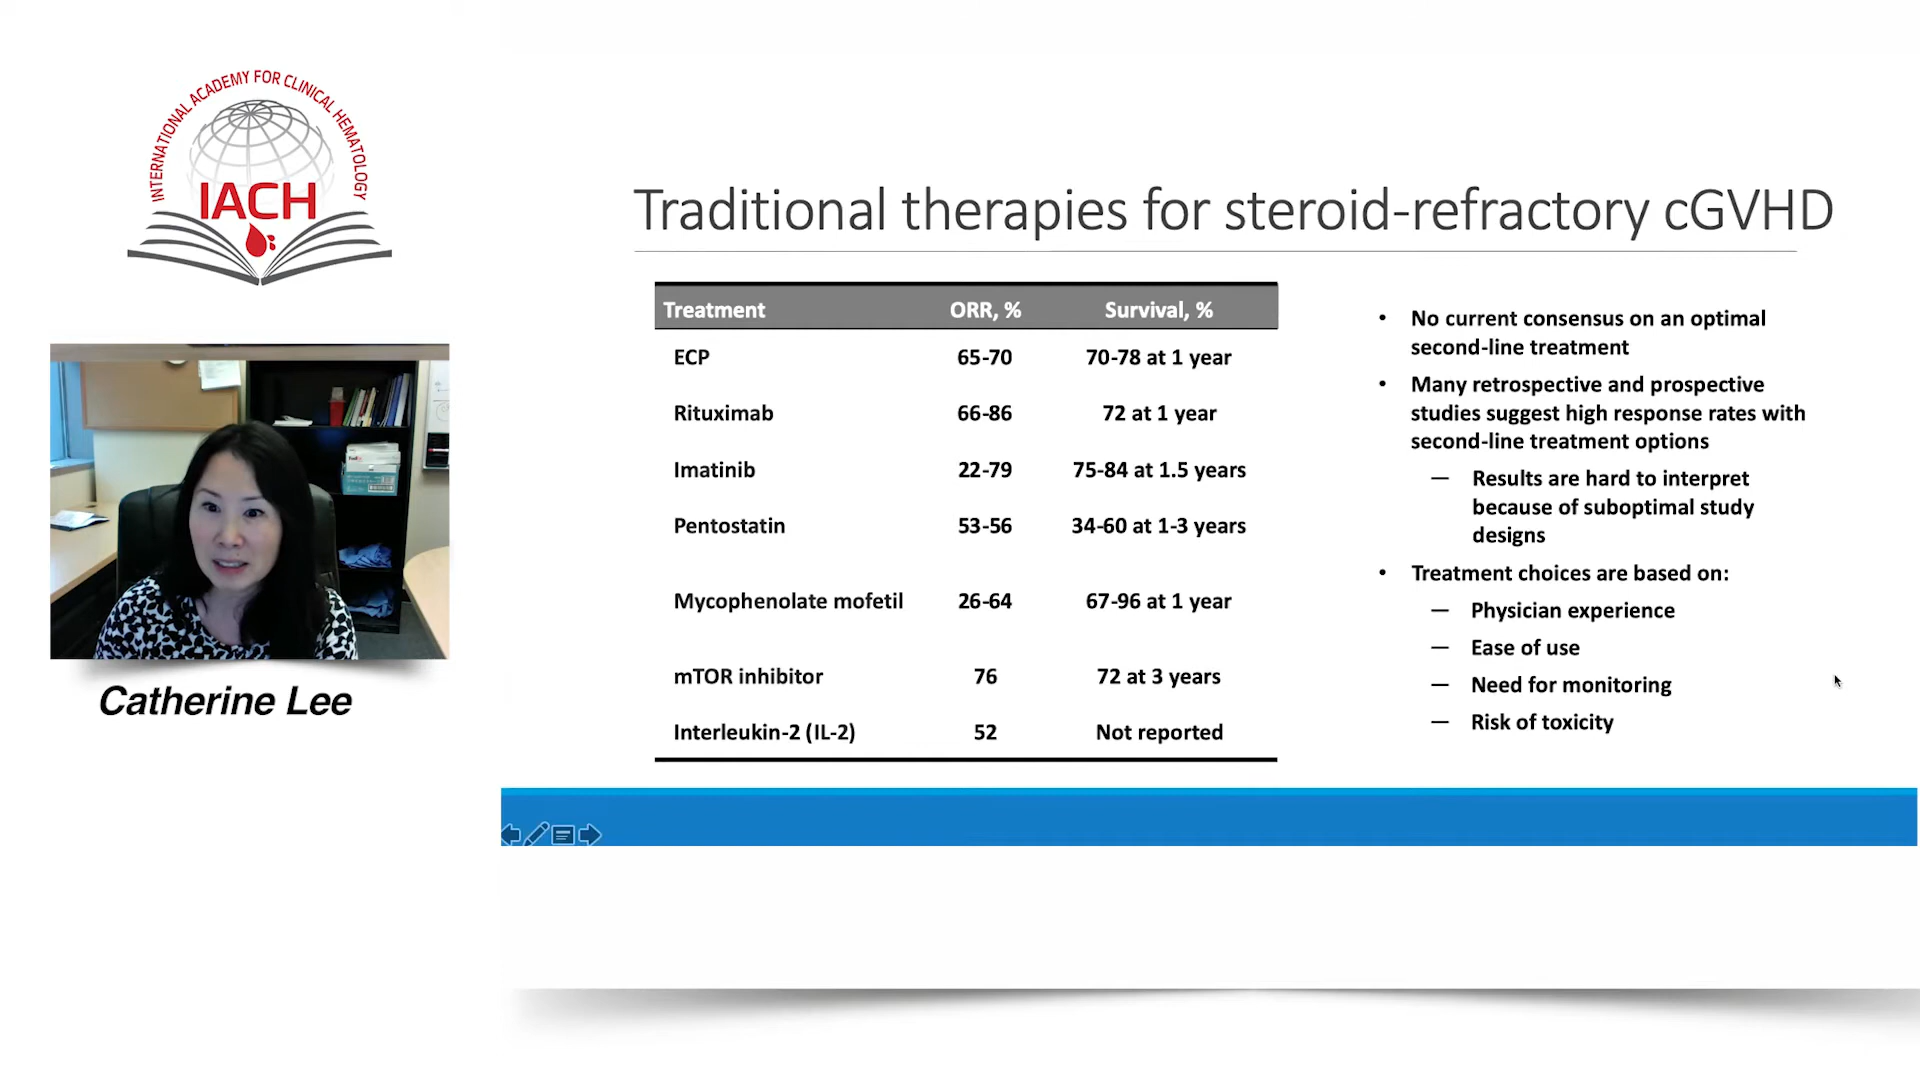 INTERNATIONAL ACADEMY FOR CLINICAL HEMATOLOGY
IACH
Catherine Lee
Traditional therapies for steroid-refractory cGVHD
Treatment ORR, % Survival, %
ECP 65-70 70-78 at 1 year
Rituximab 66-86 72 at 1 year
Imatinib 22-79 75-84 at 1.5 years
Pentostatin 53-56 34-60 at 1-3 years
Mycophenolate mofetil 26-64 67-96 at 1 year
mTOR inhibitor 76 72 at 3 years
Interleukin-2 (IL-2) 52 Not reported
• No current consensus on an optimal
second-line treatment
• Many retrospective and prospective
studies suggest high response rates with
second-line treatment options
— Results are hard to interpret
because of suboptimal study
designs
• Treatment choices are based on:
— Physician experience
— Ease of use
— Need for monitoring
— Risk of toxicity